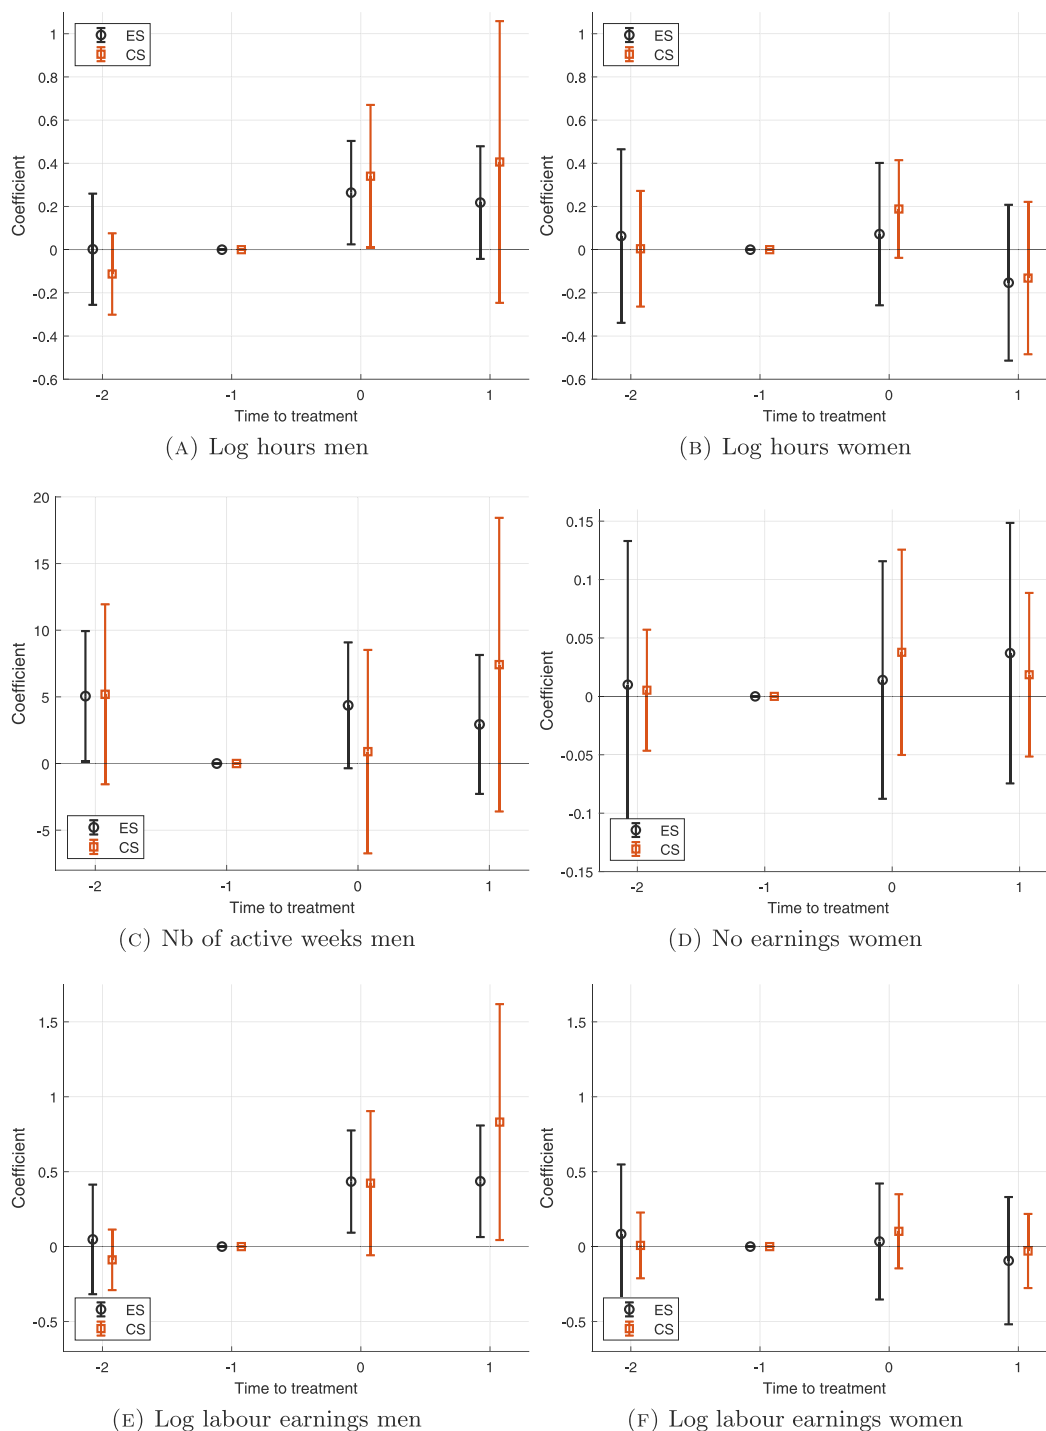 ES
CS
1
0.8
0.6
0.4
0.2
0
-0.2
-0.4
-0.6
Coefficient
-2 -1 0 1
Time to treatment
(A) Log hours men
ES
CS
1
0.8
0.6
0.4
0.2
0
-0.2
-0.4
-0.6
Coefficient
-2 -1 0 1
Time to treatment
(B) Log hours women
20
15
10
5
0
-5
Coefficient
ES
CS
-2 -1 0 1
Time to treatment
(C) Nb of active weeks men
0.15
0.1
0.05
0
-0.05
-0.1
-0.15
Coefficient
ES
CS
-2 -1 0 1
Time to treatment
(D) No earnings women
1.5
1
0.5
0
-0.5
Coefficient
ES
CS
-2 -1 0 1
Time to treatment
(E) Log labour earnings men
1.5
1
0.5
0
-0.5
Coefficient
ES
CS
-2 -1 0 1
Time to treatment
(F) Log labour earnings women